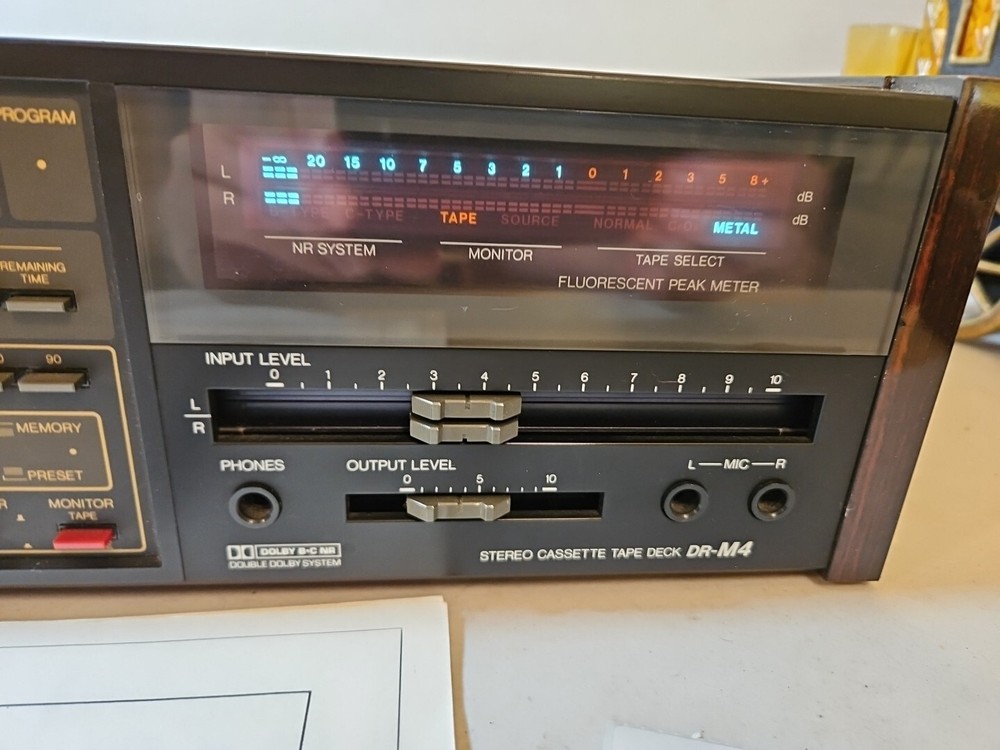 PROGRAM
REMAINING
TIME
90
MEMORY
PRESET
MONITOR
TAPE
-∞ 20 15 10 7 5 3 2 1 0 1 2 3 5 8+
L
dB
R
dB
B-TYPE C-TYPE TAPE SOURCE NORMAL METAL
NR SYSTEM MONITOR TAPE SELECT
FLUORESCENT PEAK METER
INPUT LEVEL
0 1 2 3 4 5 6 7 8 9 10
L
R
PHONES OUTPUT LEVEL L MIC R
0 5 10
DOLBY B-C NR
DOUBLE DOLBY SYSTEM
STEREO CASSETTE TAPE DECK DR-M4